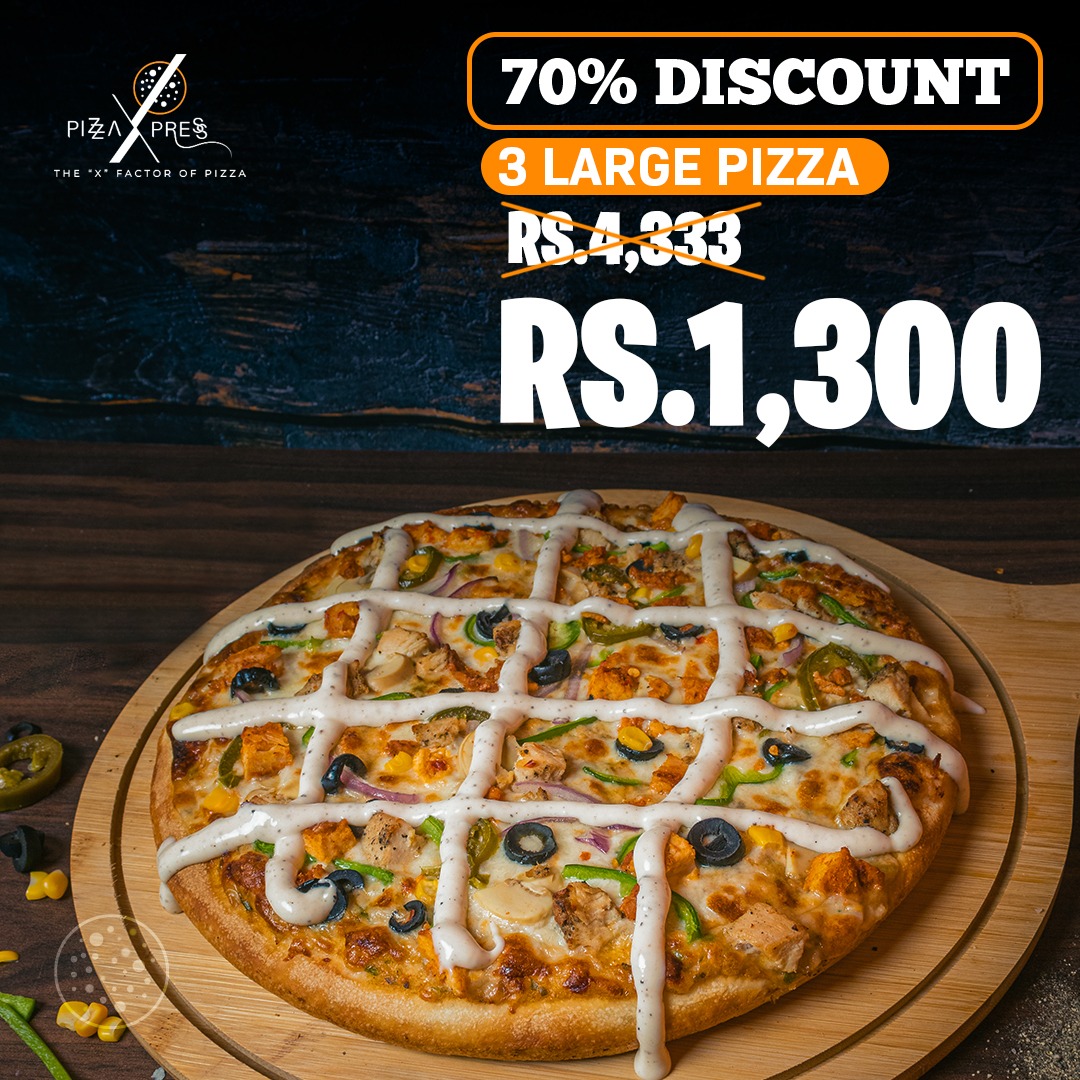 PIZZA XPRESS
THE "X" FACTOR OF PIZZA
70% DISCOUNT
3 LARGE PIZZA
RS.4,333
RS.1,300